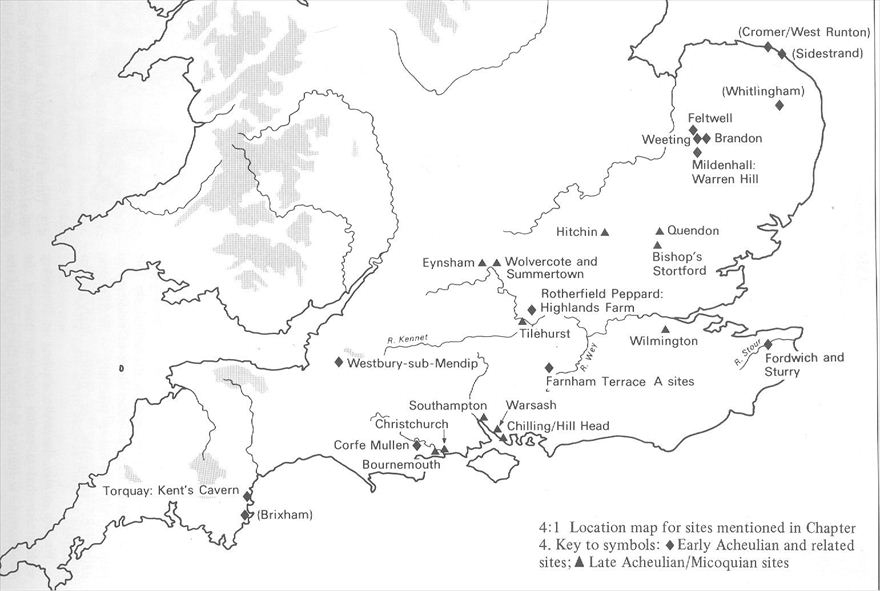 (Cromer/West Runton)
(Sidestrand)
(Whitlingham)
Feltwell
Weeting
Brandon
Mildenhall:
Warren Hill
Hitchin
Quendon
Bishop's
Stortford
Eynsham
Wolvercote and
Summertown
Rotherfield Peppard:
Highlands Farm
Tilehurst
R. Kennet
R. Wey
Wilmington
R. Stour
Fordwich and
Sturry
Westbury-sub-Mendip
Farnham Terrace A sites
Southampton
Warsash
Christchurch
Chilling/Hill Head
Corfe Mullen
Bournemouth
Torquay: Kent's Cavern
(Brixham)
4:1 Location map for sites mentioned in Chapter
4. Key to symbols: ◆ Early Acheulian and related
sites; ▲ Late Acheulian/Micoquian sites